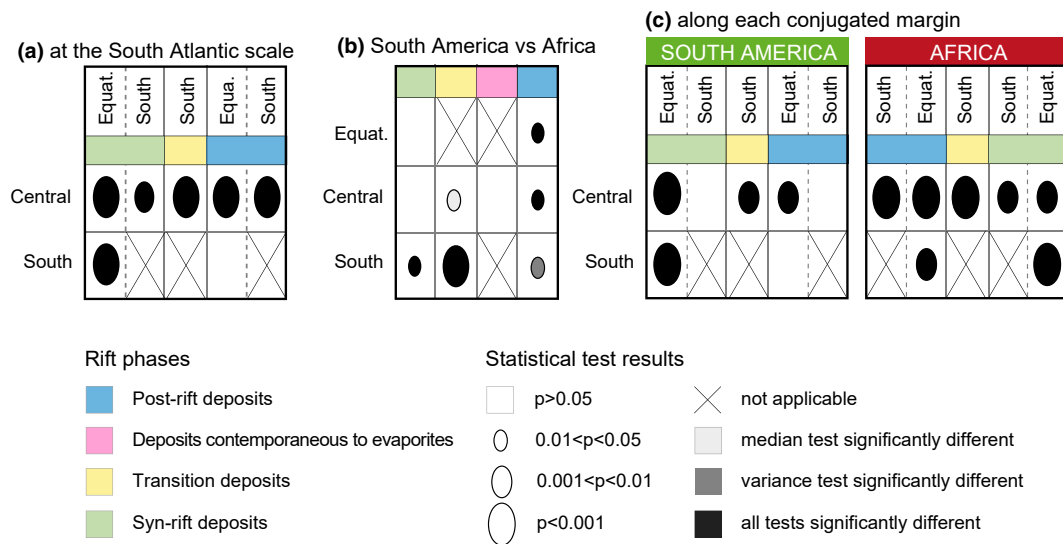 (a) at the South Atlantic scale
Equat.
South
South
Equa.
South
Central
South
(b) South America vs Africa
Equat.
Central
South
(c) along each conjugated margin
SOUTH AMERICA
AFRICA
Equat.
South
South
Equat.
South
Equat.
South
South
South
Equat.
Central
South
Rift phases
Post-rift deposits
Deposits contemporaneous to evaporites
Transition deposits
Syn-rift deposits
Statistical test results
p>0.05
0.01<p<0.05
0.001<p<0.01
p<0.001
not applicable
median test significantly different
variance test significantly different
all tests significantly different